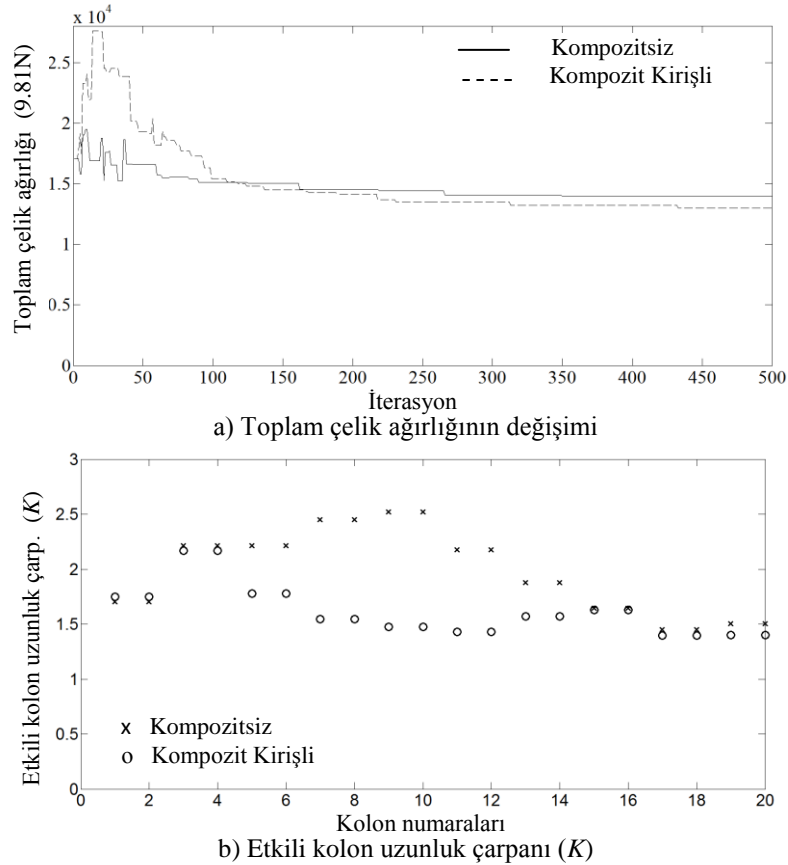 x 10⁴
2.5
2
1.5
1
0.5
0
Toplam çelik ağırlığı (9.81N)
Kompozitsiz
Kompozit Kirişli
0 50 100 150 200 250 300 350 400 450 500
İterasyon
a) Toplam çelik ağırlığının değişimi
3
2.5
2
1.5
1
0.5
0
Etkili kolon uzunluk çarp. (K)
x Kompozitsiz
o Kompozit Kirişli
0 2 4 6 8 10 12 14 16 18 20
Kolon numaraları
b) Etkili kolon uzunluk çarpanı (K)